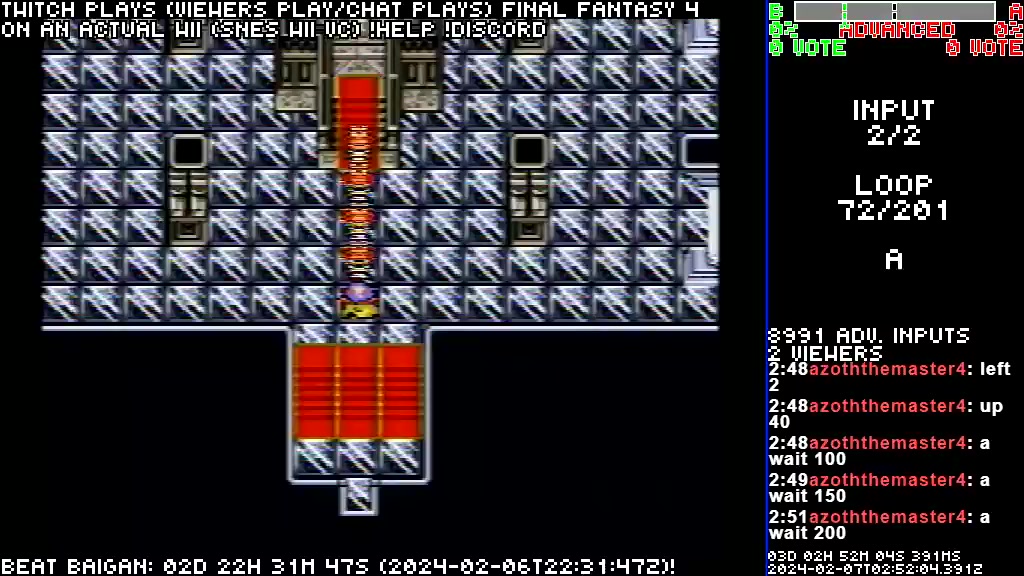 TWITCH PLAYS (VIEWERS PLAY/CHAT PLAYS) FINAL FANTASY 4
ON AN ACTUAL WII (SNES WII VC) !HELP !DISCORD
B A
0% ADVANCED 0%
0 VOTE 0 VOTE
INPUT
2/2
LOOP
72/201
A
8991 ADV. INPUTS
2 VIEWERS
2:48azoththemaster4: left
2
2:48azoththemaster4: up
40
2:48azoththemaster4: a
wait 100
2:49azoththemaster4: a
wait 150
2:51azoththemaster4: a
wait 200
03D 02H 52M 04S 391MS
2024-02-07T02:52:04.391Z
BEAT BAIGAN: 02D 22H 31M 47S (2024-02-06T22:31:47Z)!